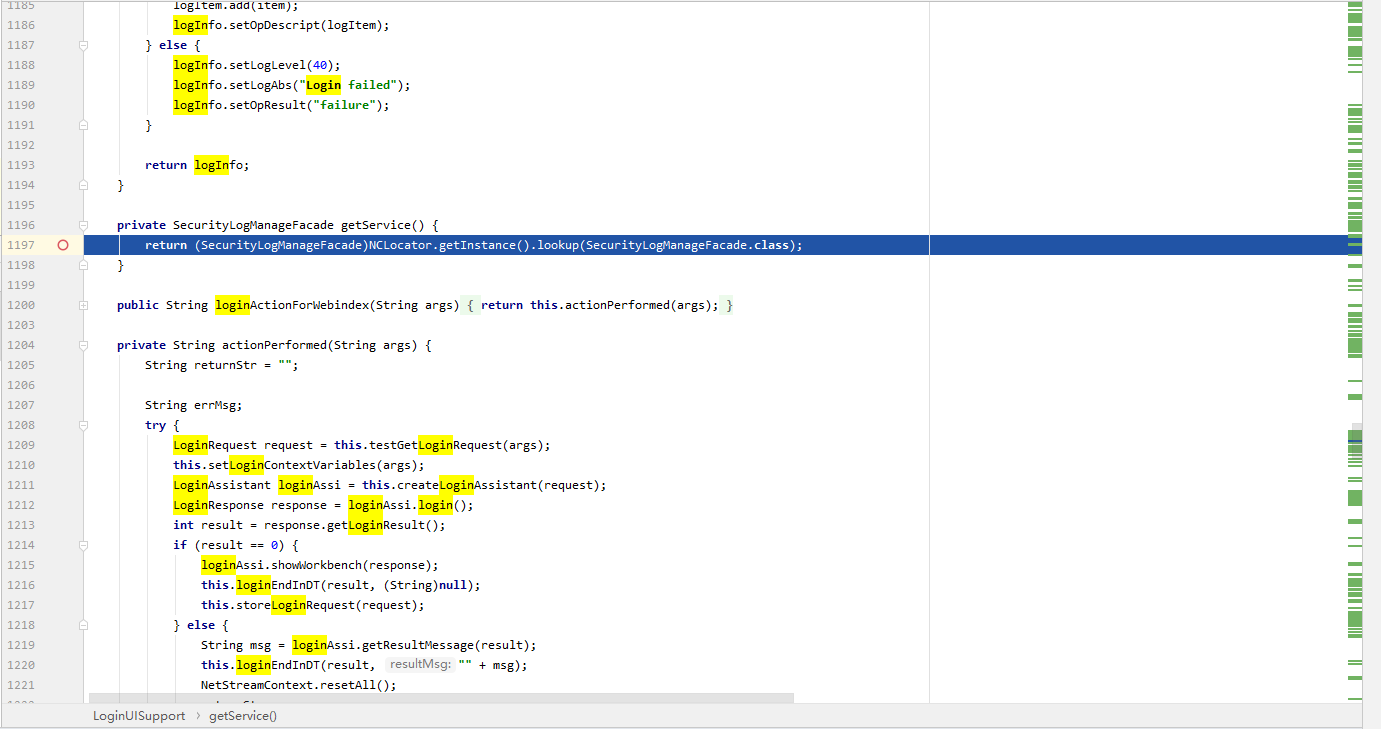 1185 logItem.add(item);
1186 logInfo.setOpDescript(logItem);
1187 } else {
1188 logInfo.setLogLevel(40);
1189 logInfo.setLogAbs("Login failed");
1190 logInfo.setOpResult("failure");
1191 }
1192
1193 return logInfo;
1194 }
1195
1196 private SecurityLogManageFacade getService() {
1197 return (SecurityLogManageFacade)NCLocator.getInstance().lookup(SecurityLogManageFacade.class);
1198 }
1199
1200 public String loginActionForWebindex(String args) { return this.actionPerformed(args); }
1203
1204 private String actionPerformed(String args) {
1205 String returnStr = "";
1206
1207 String errMsg;
1208 try {
1209 LoginRequest request = this.testGetLoginRequest(args);
1210 this.setLoginContextVariables(args);
1211 LoginAssistant loginAssi = this.createLoginAssistant(request);
1212 LoginResponse response = loginAssi.login();
1213 int result = response.getLoginResult();
1214 if (result == 0) {
1215 loginAssi.showWorkbench(response);
1216 this.loginEndInDT(result, (String)null);
1217 this.storeLoginRequest(request);
1218 } else {
1219 String msg = loginAssi.getResultMessage(result);
1220 this.loginEndInDT(result, resultMsg: "" + msg);
1221 NetStreamContext.resetAll();
LoginUISupport › getService()